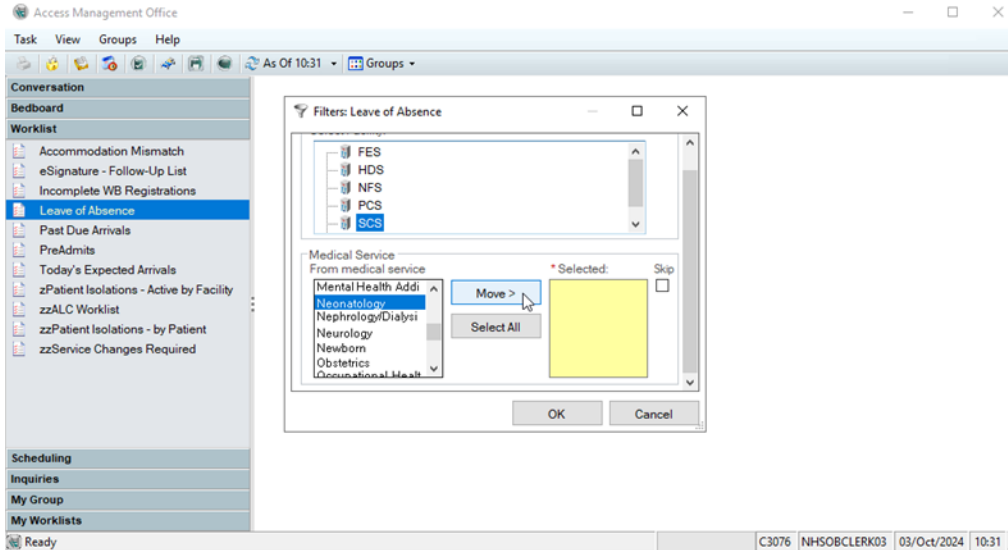 Access Management Office
Task View Groups Help
As Of 10:31 Groups
Conversation
Bedboard
Worklist
Accommodation Mismatch
eSignature - Follow-Up List
Incomplete WB Registrations
Leave of Absence
Past Due Arrivals
PreAdmits
Today's Expected Arrivals
zPatient Isolations - Active by Facility
zzALC Worklist
zzPatient Isolations - by Patient
zzService Changes Required
Scheduling
Inquiries
My Group
My Worklists
Filters: Leave of Absence
FES
HDS
NFS
PCS
SCS
Medical Service
From medical service
* Selected:
Skip
Mental Health Addi
Neonatology
Nephrology/Dialysi
Neurology
Newborn
Obstetrics
Occupational Healt
Move >
Select All
OK
Cancel
Ready
C3076 NHSOBCLERK03 03/Oct/2024 10:31